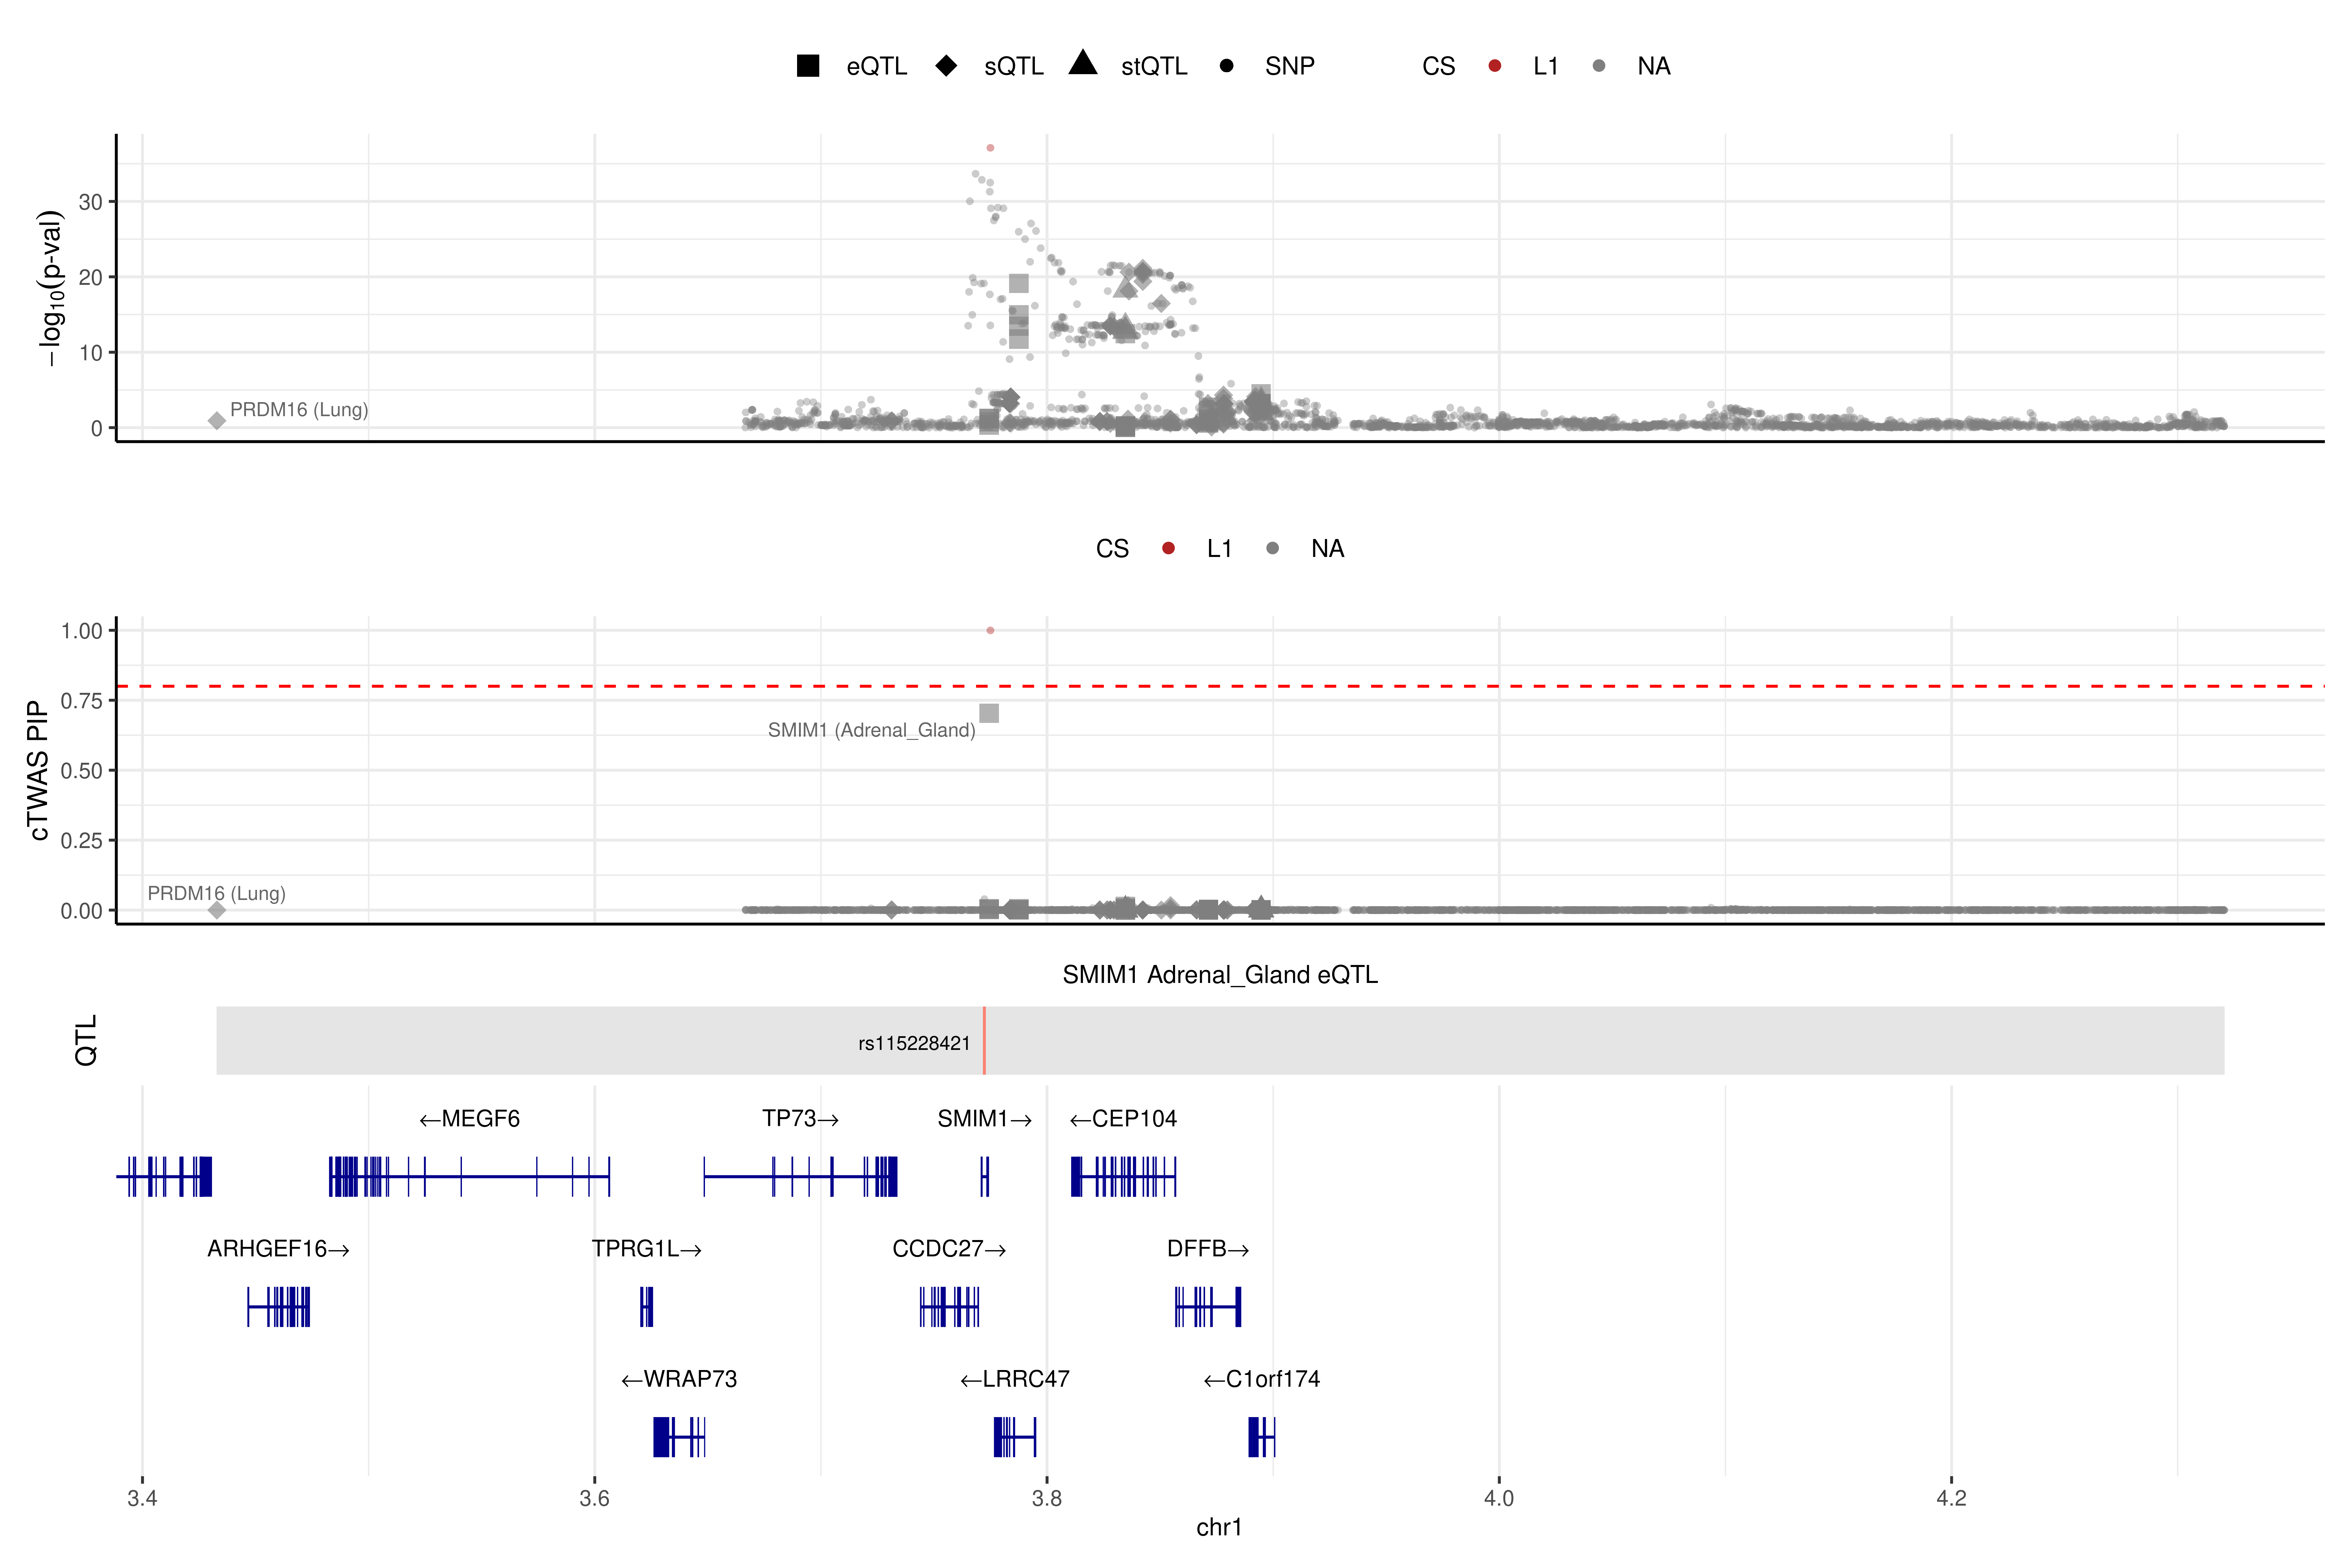 eQTL sQTL stQTL SNP CS L1 NA
−log10(p-val)
30
20
10
0
PRDM16 (Lung)
CS L1 NA
cTWAS PIP
1.00
0.75
0.50
0.25
0.00
SMIM1 (Adrenal_Gland)
PRDM16 (Lung)
SMIM1 Adrenal_Gland eQTL
QTL
rs115228421
←MEGF6 TP73→ SMIM1→ ←CEP104
ARHGEF16→ TPRG1L→ CCDC27→ DFFB→
←WRAP73 ←LRRC47 ←C1orf174
3.4 3.6 3.8 4.0 4.2
chr1